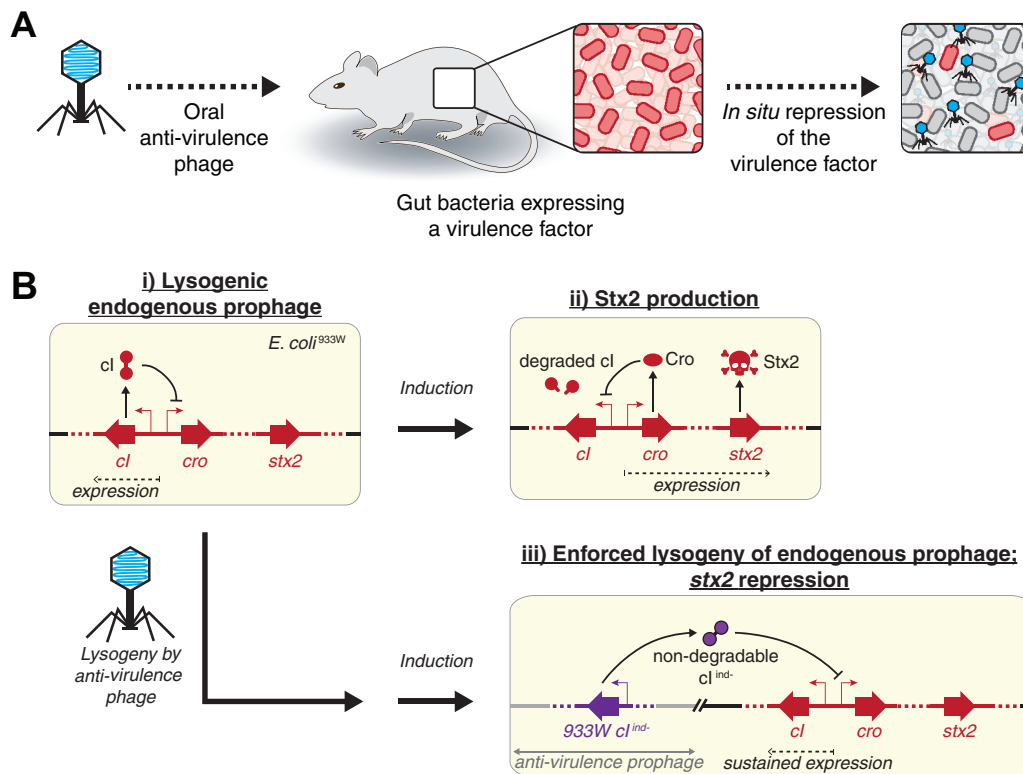 A
Oral
anti-virulence
phage
Gut bacteria expressing
a virulence factor
In situ repression
of the
virulence factor
B
i) Lysogenic
endogenous prophage
E. coli⁹³³ᵂ
cI
cI
cro
stx2
expression
Induction
ii) Stx2 production
degraded cI
Cro
Stx2
cI
cro
stx2
expression
Lysogeny by
anti-virulence
phage
Induction
iii) Enforced lysogeny of endogenous prophage;
stx2 repression
non-degradable
cI ind-
933W cI ind-
cI
cro
stx2
anti-virulence prophage
sustained expression